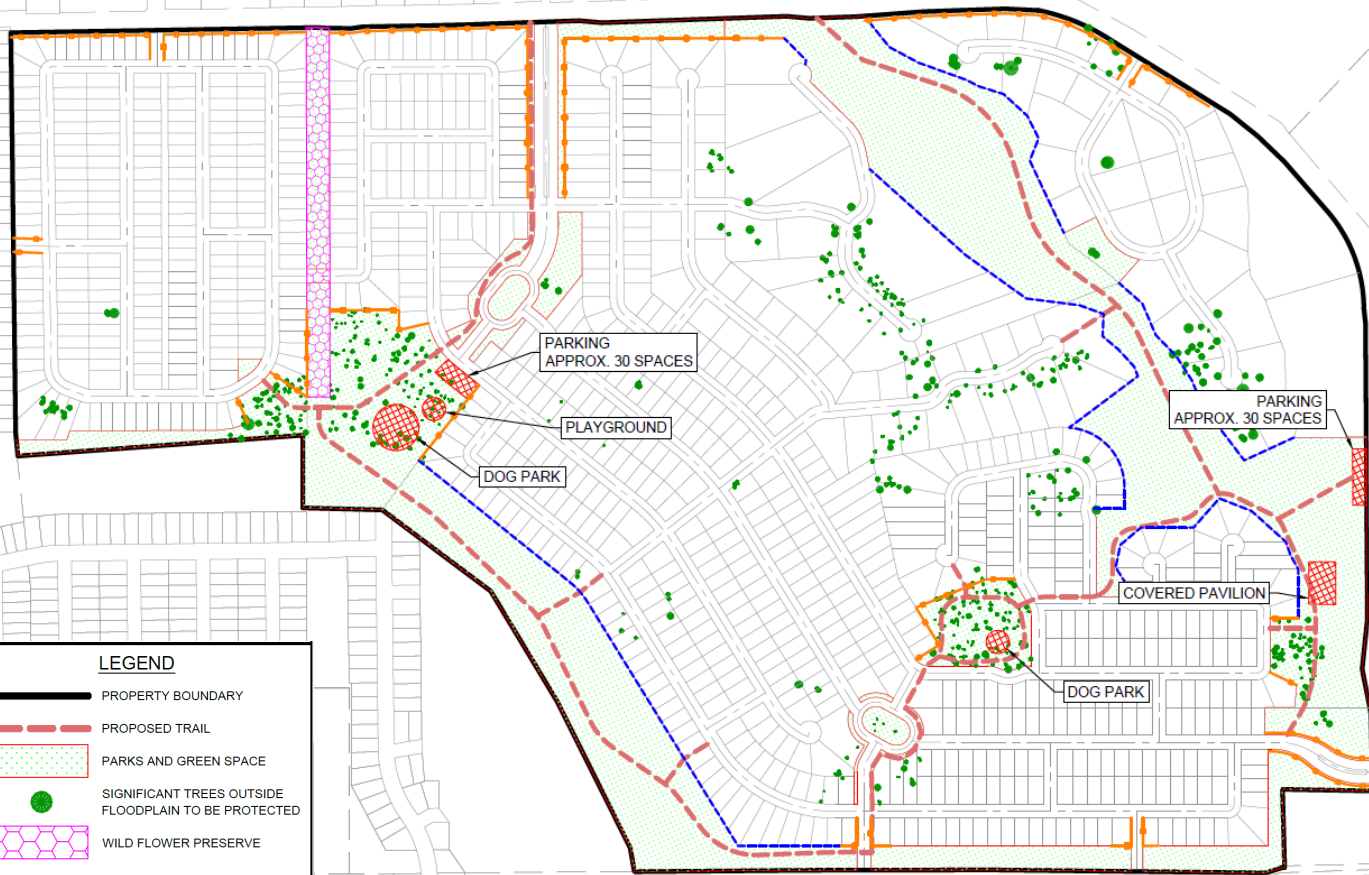 PARKING
APPROX. 30 SPACES
PLAYGROUND
DOG PARK
PARKING
APPROX. 30 SPACES
COVERED PAVILION
DOG PARK
LEGEND
PROPERTY BOUNDARY
PROPOSED TRAIL
PARKS AND GREEN SPACE
SIGNIFICANT TREES OUTSIDE
FLOODPLAIN TO BE PROTECTED
WILD FLOWER PRESERVE